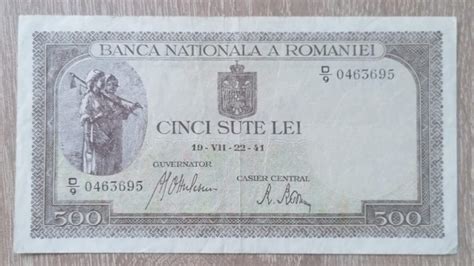 BANCA NATIONALA A ROMANIEI
D/9 0463695
CINCI SUTE LEI
19-VII-22-41
GUVERNATOR CASIER CENTRAL
D/9 0463695
500 500